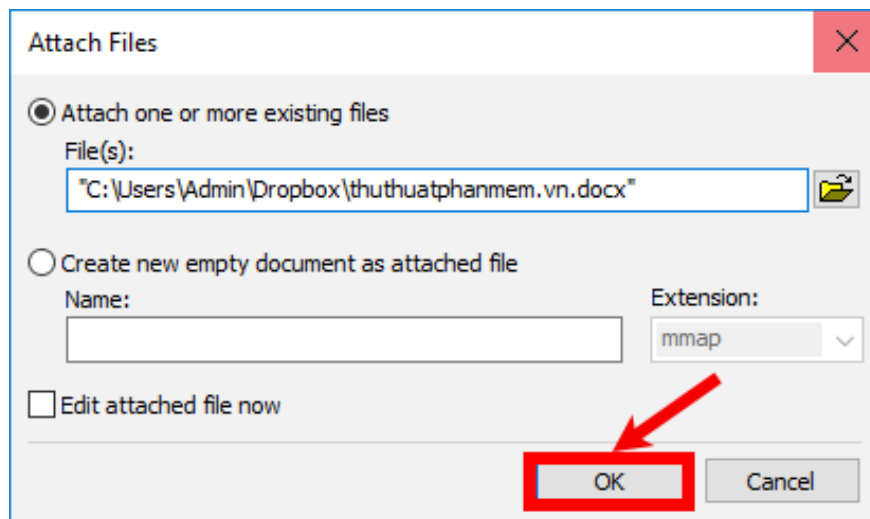 Attach Files
Attach one or more existing files
File(s):
"C:\Users\Admin\Dropbox\thuthuatphanmem.vn.docx"
Create new empty document as attached file
Name: Extension:
mmap
Edit attached file now
OK Cancel